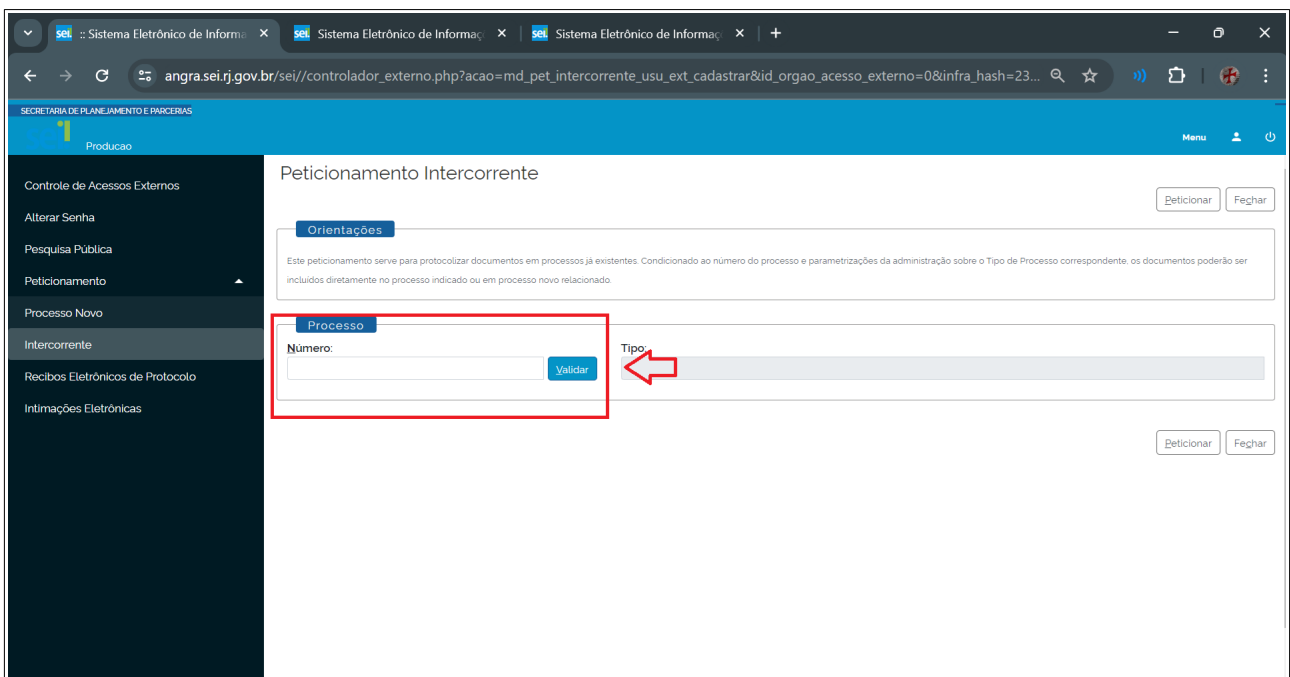 sei. :: Sistema Eletrônico de Informa
sei. Sistema Eletrônico de Informaç
sei. Sistema Eletrônico de Informaç
angra.sei.rj.gov.br/sei//controlador_externo.php?acao=md_pet_intercorrente_usu_ext_cadastrar&id_orgao_acesso_externo=0&infra_hash=23...
SECRETARIA DE PLANEJAMENTO E PARCERIAS
Producao
Menu
Controle de Acessos Externos
Alterar Senha
Pesquisa Pública
Peticionamento
Processo Novo
Intercorrente
Recibos Eletrônicos de Protocolo
Intimações Eletrônicas
Peticionamento Intercorrente
Peticionar Fechar
Orientações
Este peticionamento serve para protocolizar documentos em processos já existentes. Condicionado ao número do processo e parametrizações da administração sobre o Tipo de Processo correspondente, os documentos poderão ser
incluídos diretamente no processo indicado ou em processo novo relacionado.
Processo
Número: Tipo:
Validar
Peticionar Fechar